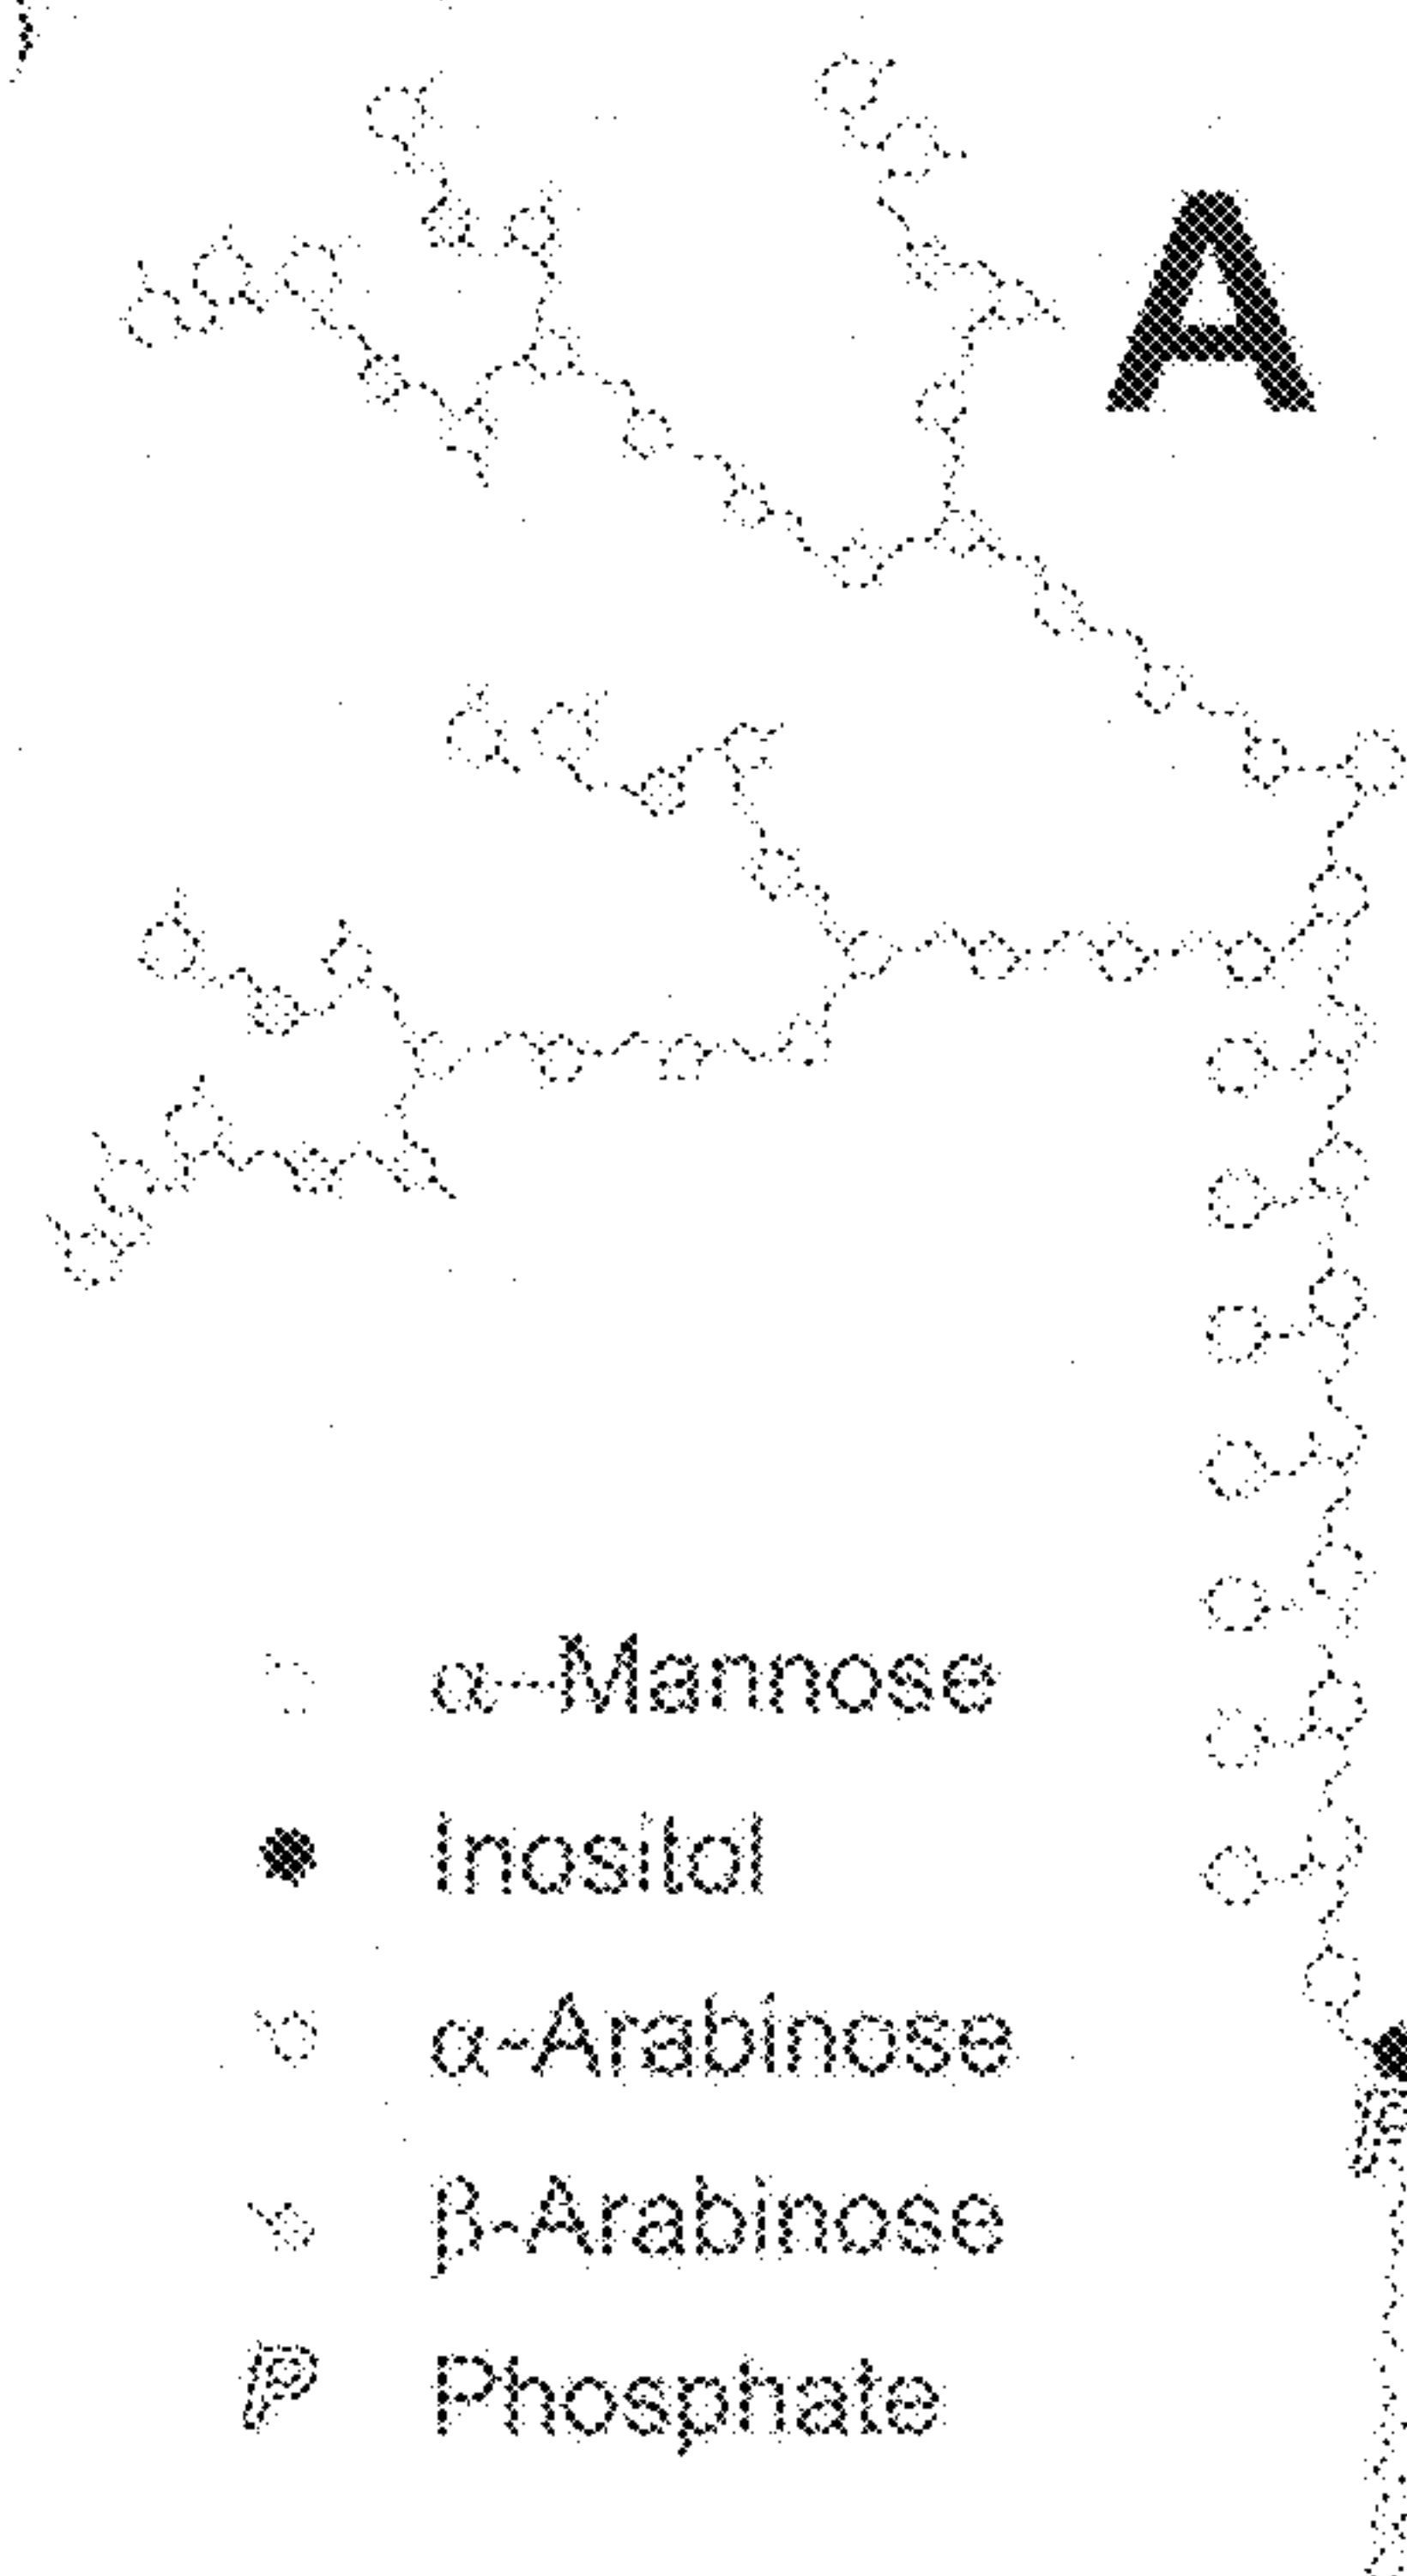 A
α-Mannose
Inositol
α-Arabinose
β-Arabinose
P Phosphate
P